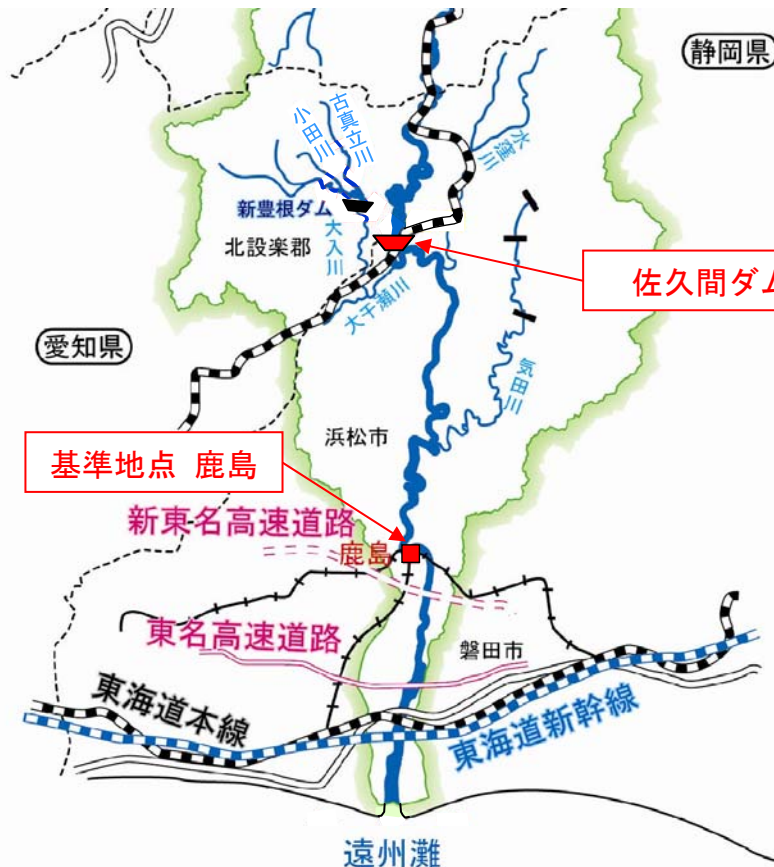 静岡県
古真立川
小田川
水窪川
新豊根ダム
大入川
北設楽郡
佐久間ダム
大千瀬川
愛知県
気田川
浜松市
基準地点 鹿島
新東名高速道路
鹿島
東名高速道路
磐田市
東海道本線
東海道新幹線
遠州灘